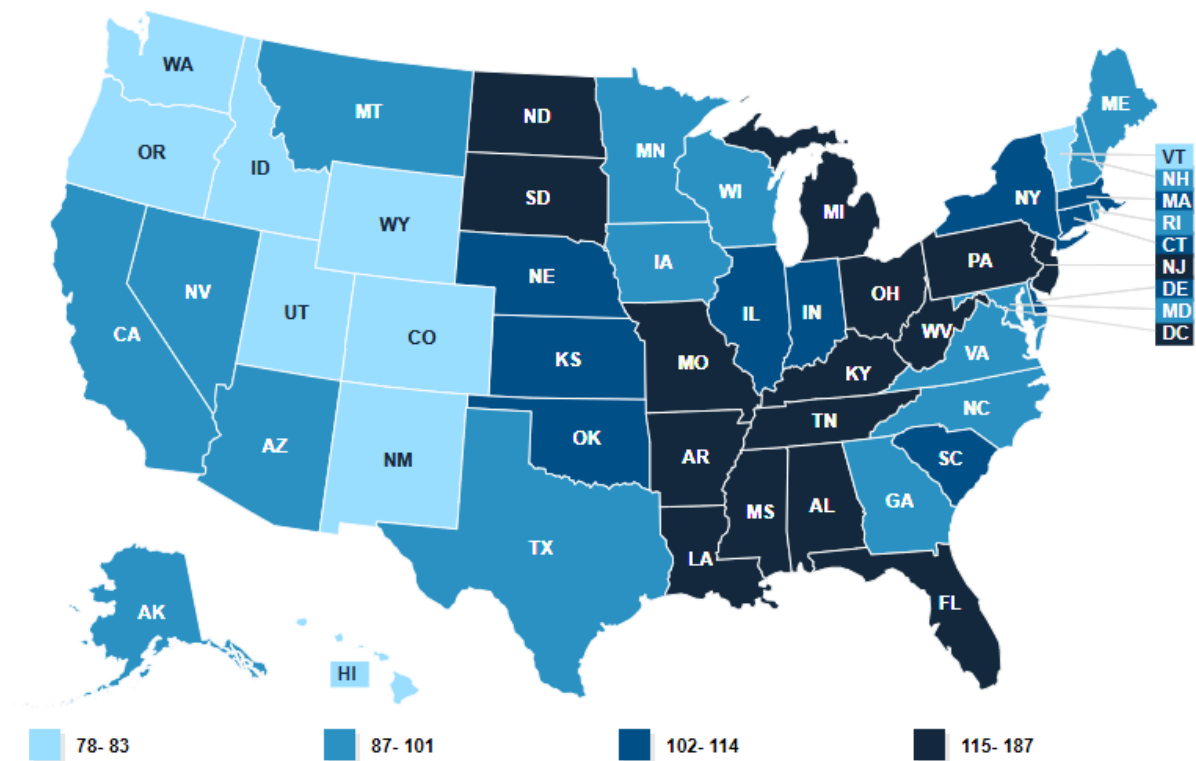 WA
MT
ND
MN
ME
OR
ID
SD
WI
MI
NY
VT
NH
MA
RI
CT
NJ
DE
MD
DC
WY
NE
IA
PA
NV
UT
CO
IL
IN
OH
WV
VA
CA
KS
MO
KY
NC
AZ
NM
OK
AR
TN
SC
TX
LA
MS
AL
GA
FL
AK
HI
78- 83
87- 101
102- 114
115- 187